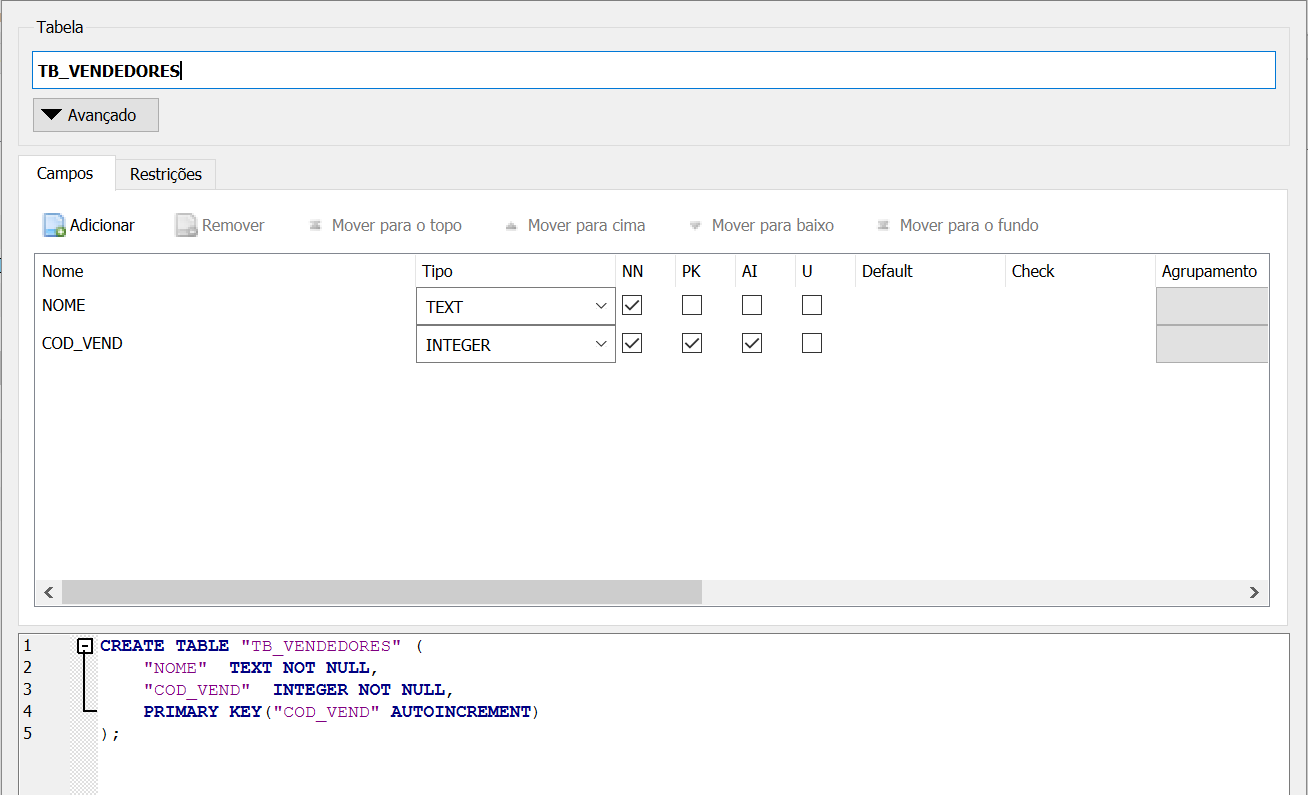 Tabela
TB_VENDEDORES
Avançado
Campos Restrições
Adicionar Remover Mover para o topo Mover para cima Mover para baixo Mover para o fundo
Nome Tipo NN PK AI U Default Check Agrupamento
NOME TEXT
COD_VEND INTEGER
1 CREATE TABLE "TB_VENDEDORES" (
2 "NOME" TEXT NOT NULL,
3 "COD_VEND" INTEGER NOT NULL,
4 PRIMARY KEY("COD_VEND" AUTOINCREMENT)
5 );